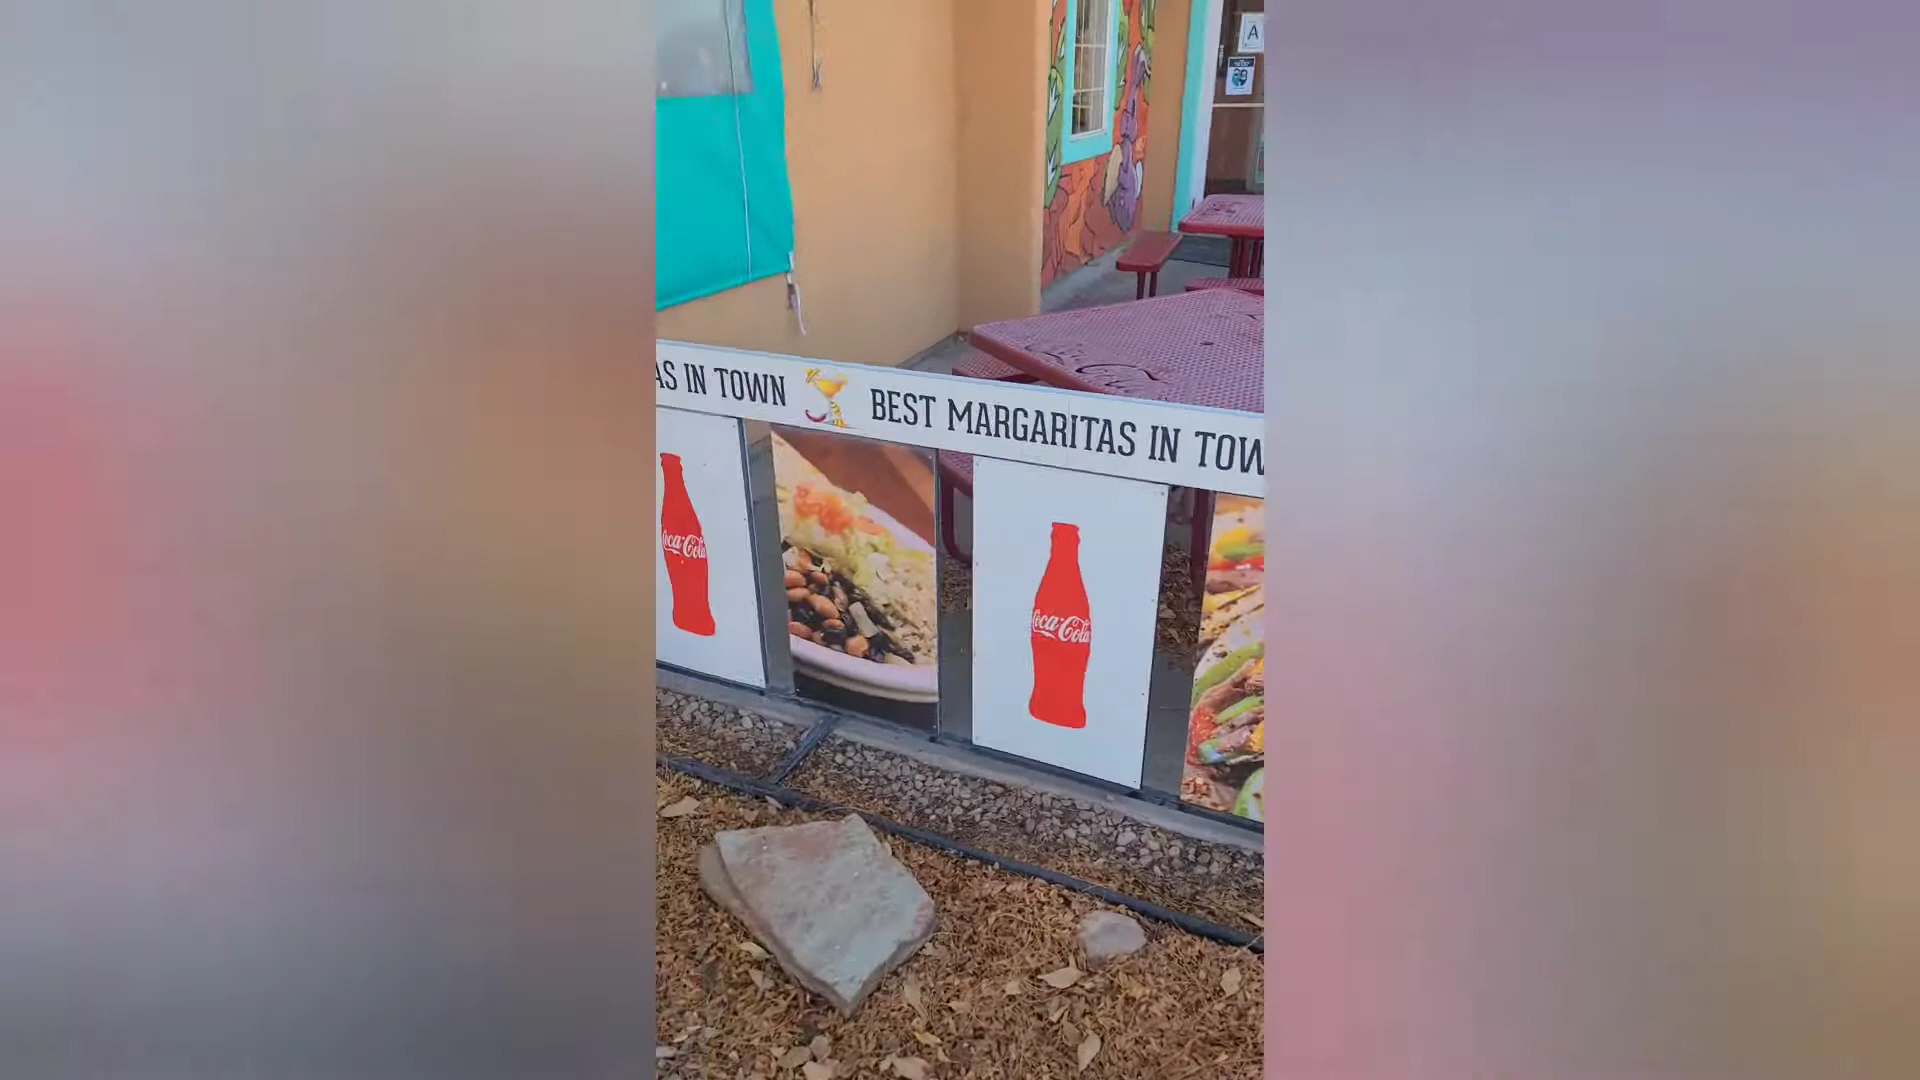 A
AS IN TOWN
BEST MARGARITAS IN TOW
Coca-Cola
Coca-Cola